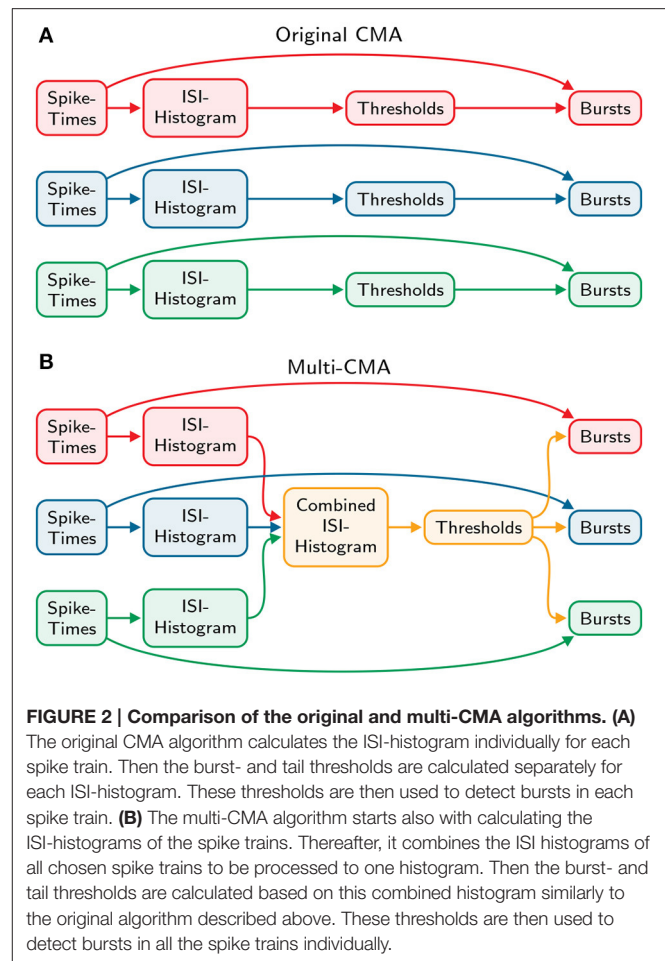 A
Original CMA
Spike-
Times
ISI-
Histogram
Thresholds
Bursts
Spike-
Times
ISI-
Histogram
Thresholds
Bursts
Spike-
Times
ISI-
Histogram
Thresholds
Bursts
B
Multi-CMA
Spike-
Times
ISI-
Histogram
Bursts
Spike-
Times
ISI-
Histogram
Combined
ISI-
Histogram
Thresholds
Bursts
Spike-
Times
ISI-
Histogram
Bursts
FIGURE 2 | Comparison of the original and multi-CMA algorithms. (A)
The original CMA algorithm calculates the ISI-histogram individually for each
spike train. Then the burst- and tail thresholds are calculated separately for
each ISI-histogram. These thresholds are then used to detect bursts in each
spike train. (B) The multi-CMA algorithm starts also with calculating the
ISI-histograms of the spike trains. Thereafter, it combines the ISI histograms of
all chosen spike trains to be processed to one histogram. Then the burst- and
tail thresholds are calculated based on this combined histogram similarly to
the original algorithm described above. These thresholds are then used to
detect bursts in all the spike trains individually.